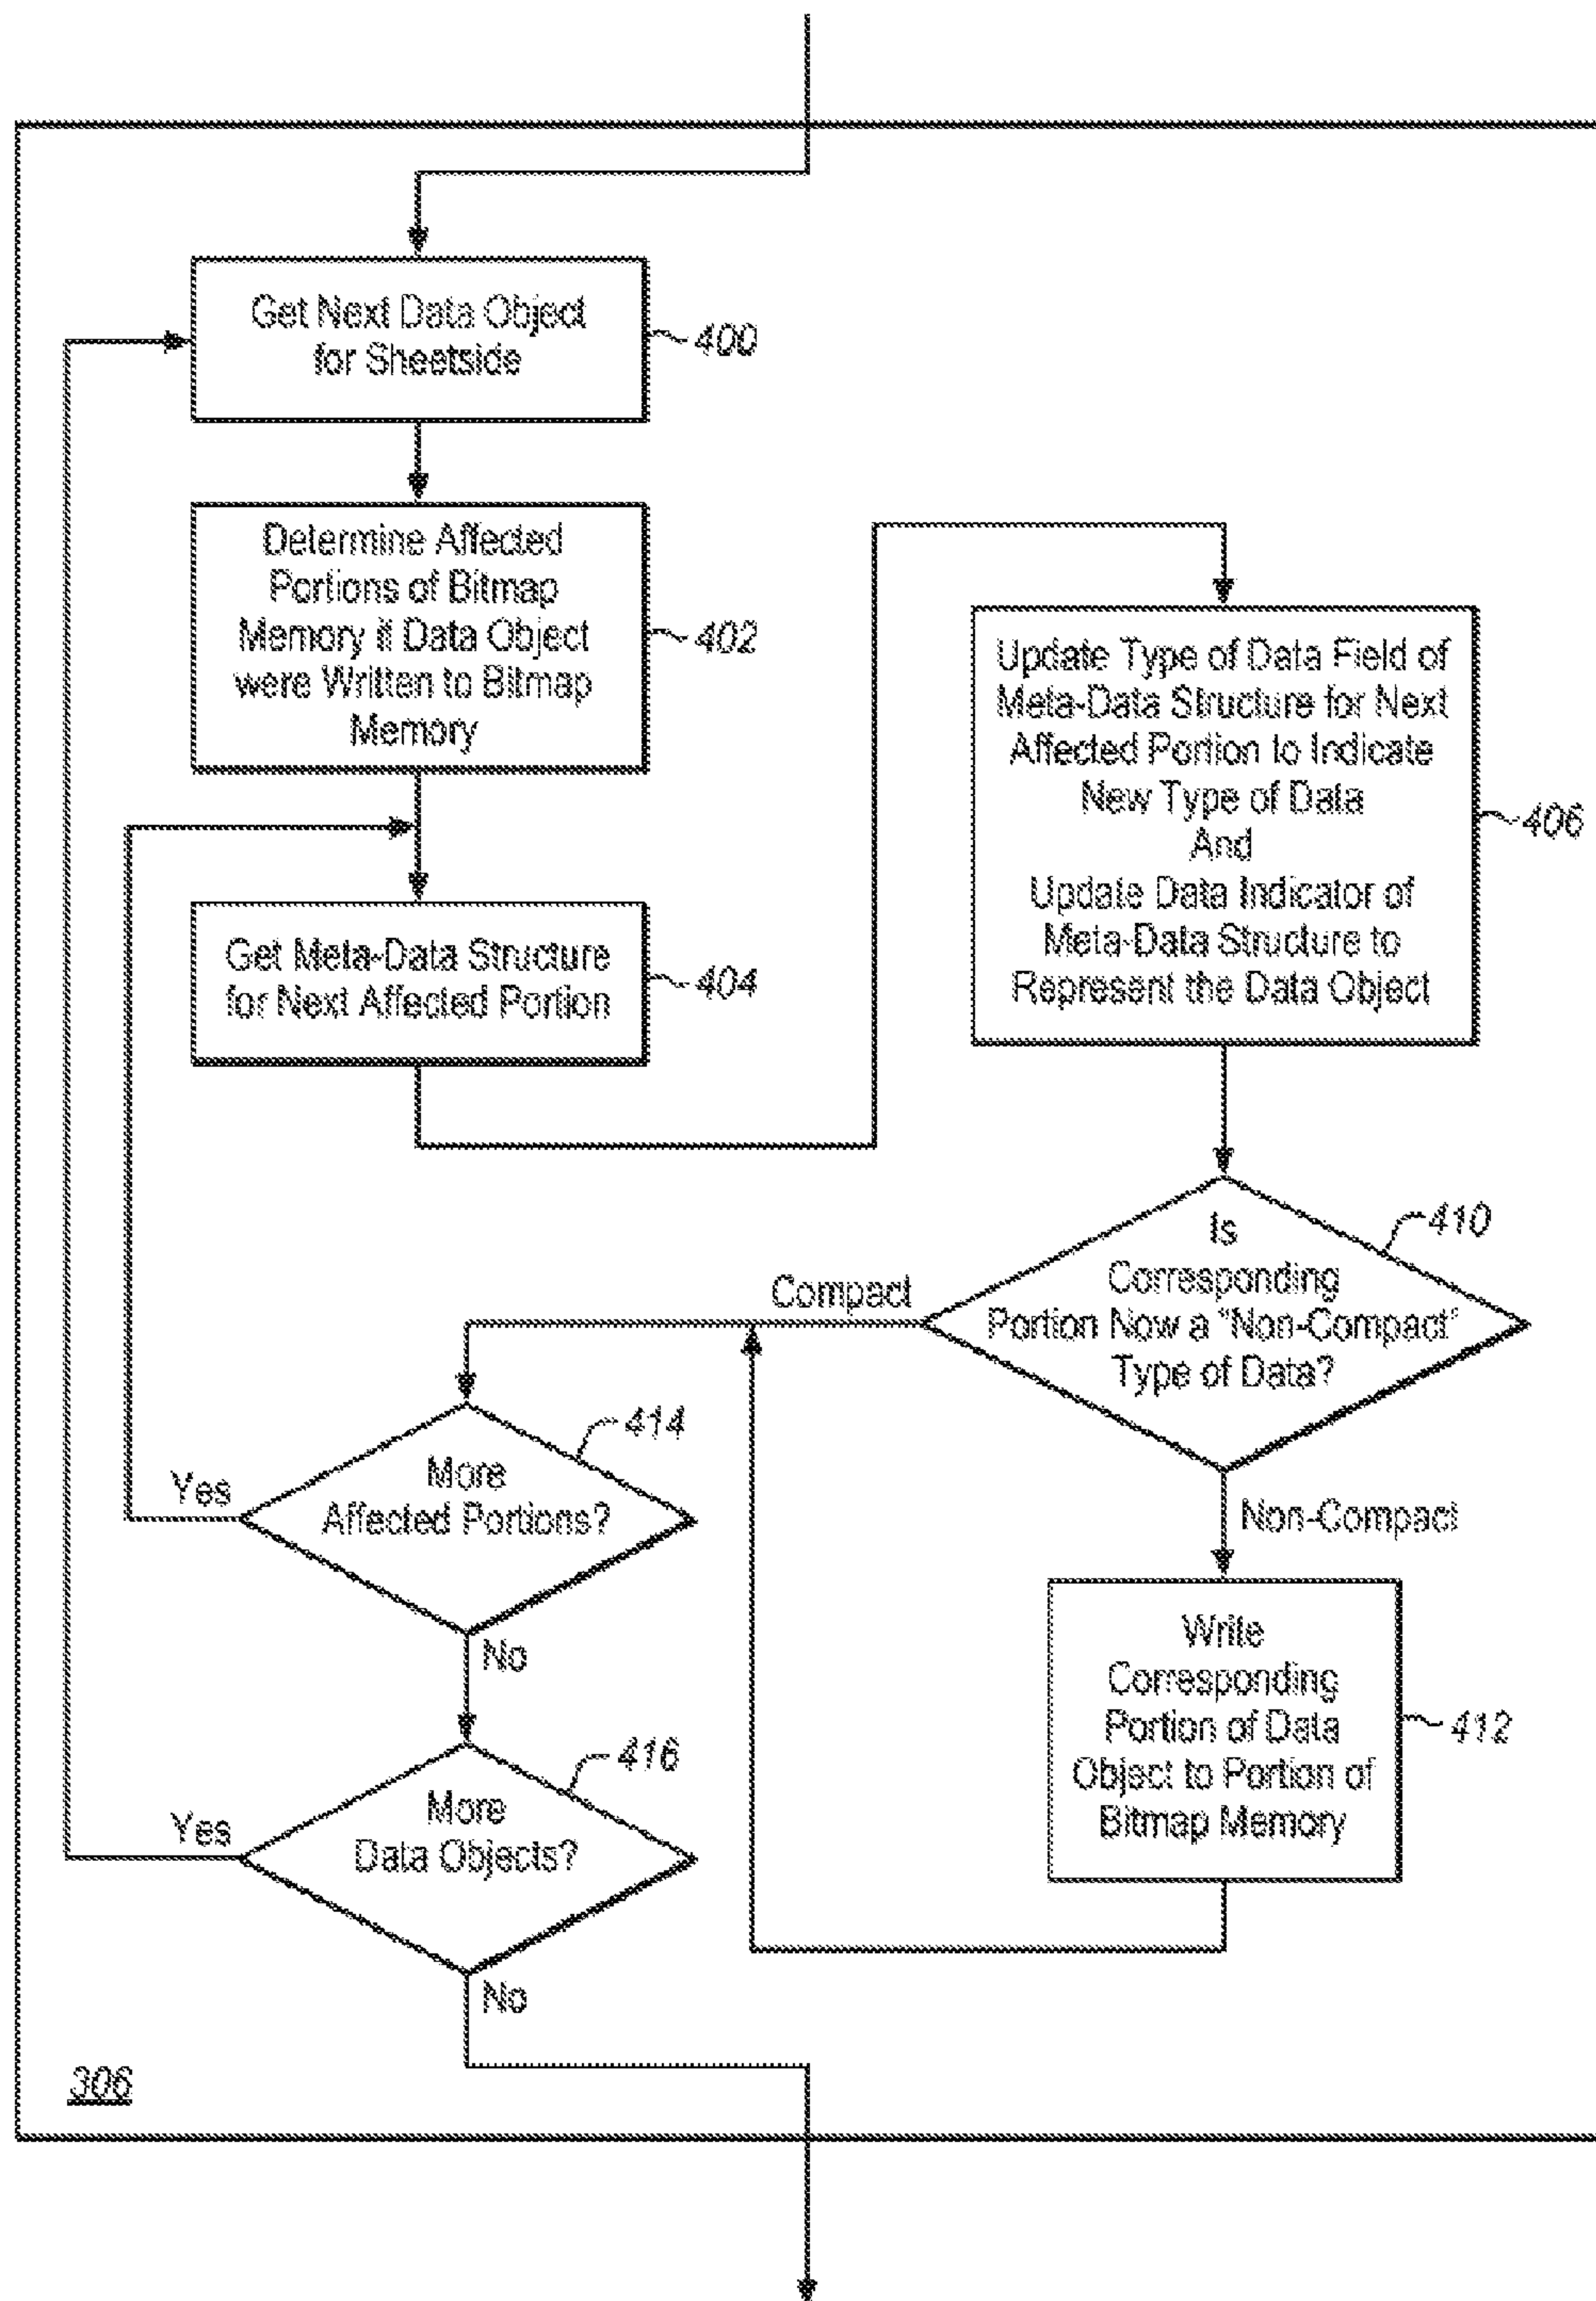 Get Next Data Object
for Sheetside
400
Determine Affected
Portions of Bitmap
Memory if Data Object
were Written to Bitmap
Memory
402
Get Meta-Data Structure
for Next Affected Portion
404
Update Type of Data Field of
Meta-Data Structure for Next
Affected Portion to Indicate
New Type of Data
And
Update Data Indicator of
Meta-Data Structure to
Represent the Data Object
406
Is
Corresponding
Portion Now a "Non-Compact"
Type of Data?
410
Compact
Non-Compact
Write
Corresponding
Portion of Data
Object to Portion of
Bitmap Memory
412
More
Affected Portions?
414
Yes
No
More
Data Objects?
416
Yes
No
306